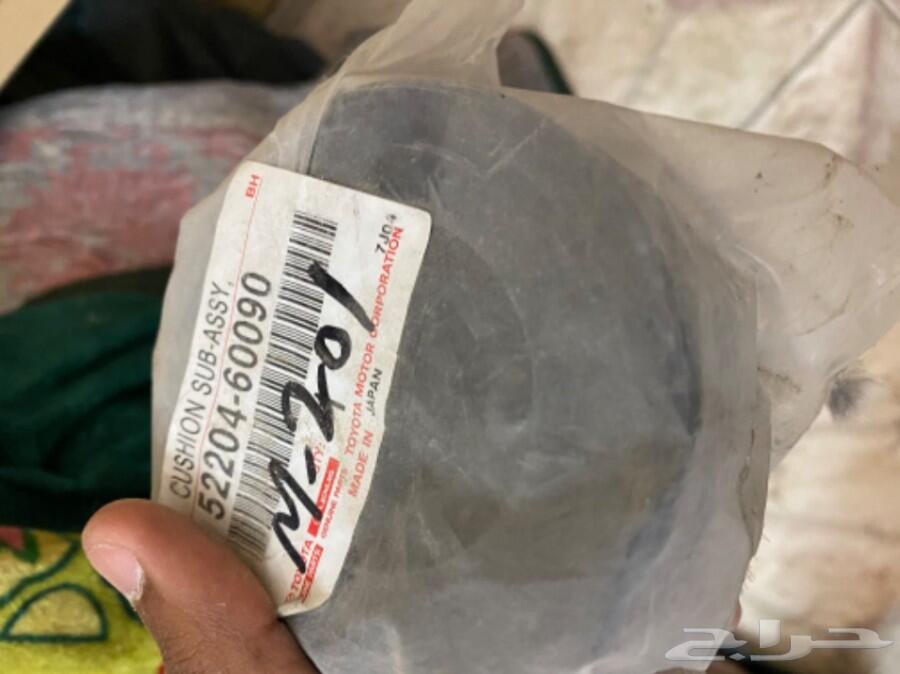 BH
CUSHION SUB-ASSY,
52204-60090
7J04
M-201
TOYOTA
GENUINE PARTS
TOYOTA MOTOR CORPORATION
MADE IN JAPAN
حراج